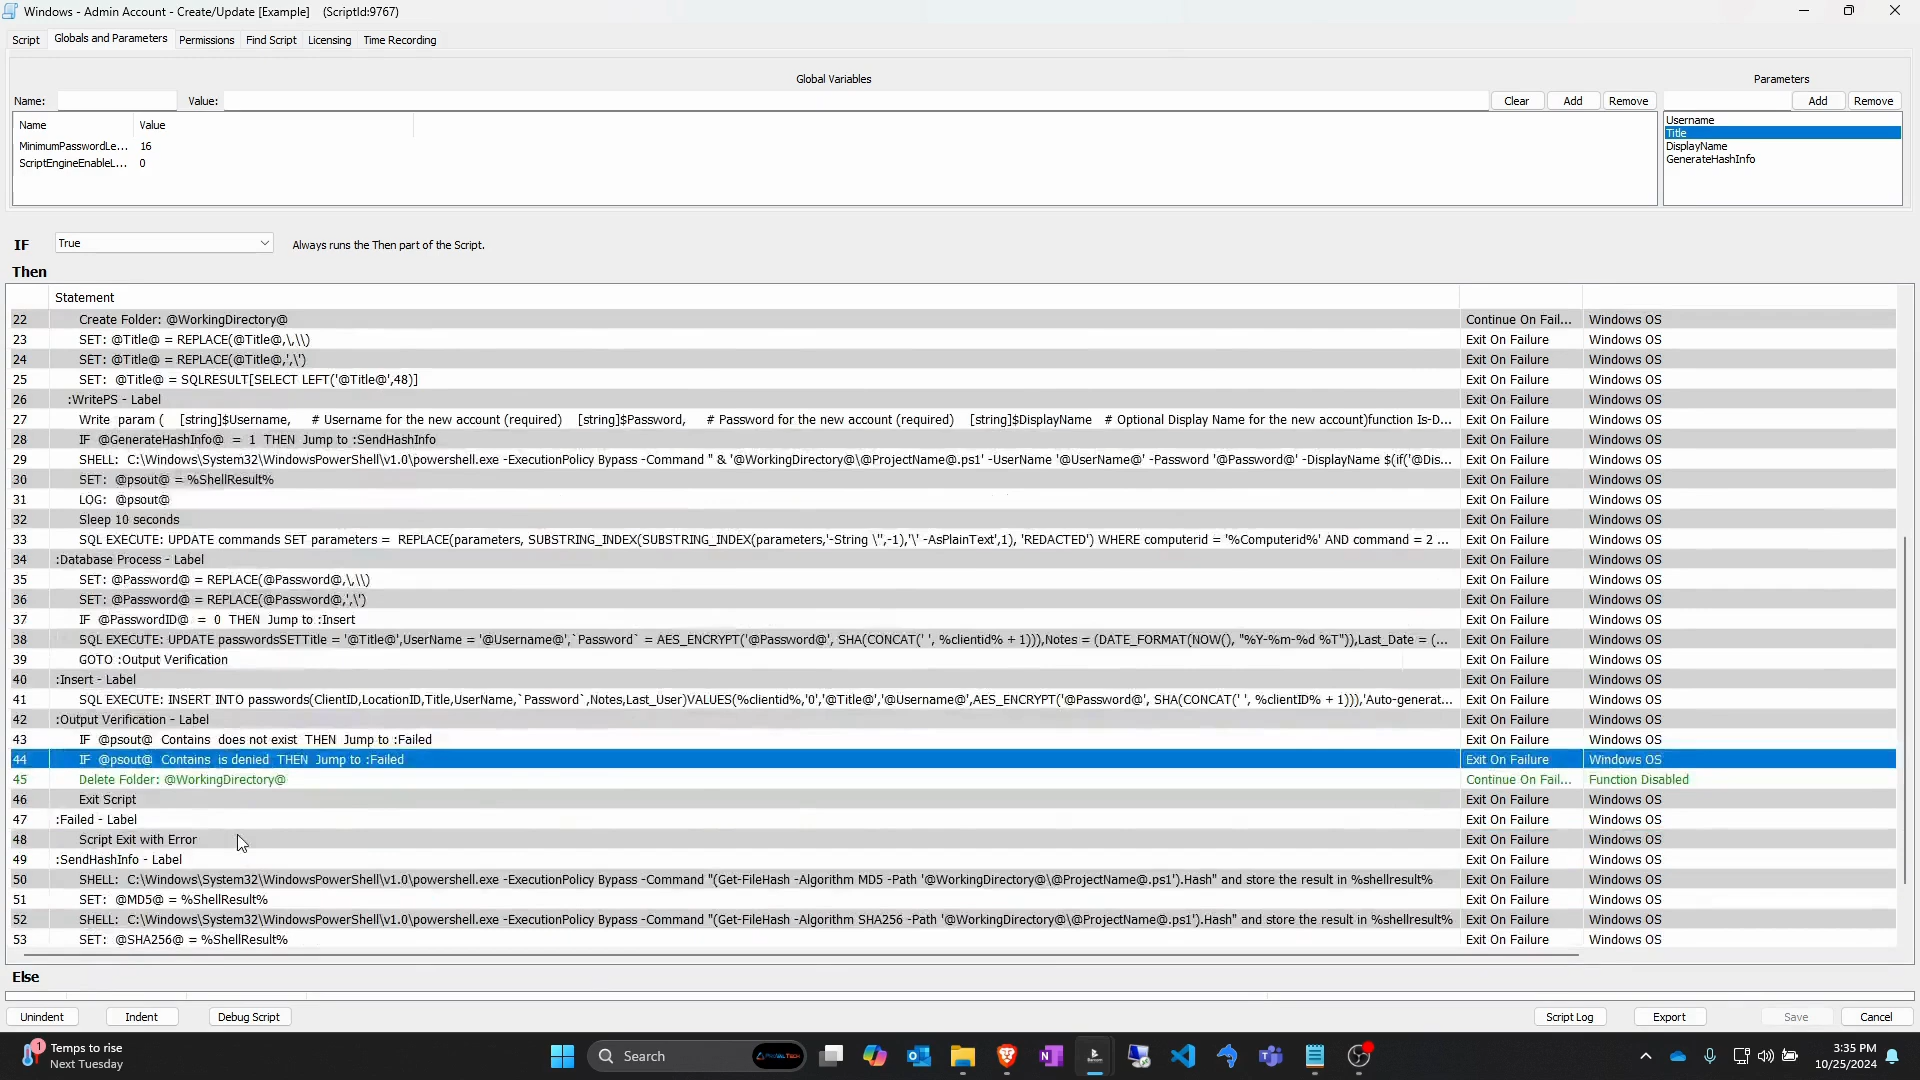 Windows - Admin Account - Create/Update [Example]    (ScriptId:9767)
Script  Globals and Parameters  Permissions  Find Script  Licensing  Time Recording
Global Variables  Parameters
Name:  Value:  Clear  Add  Remove  Add  Remove
Name  Value
Username
Title
MinimumPasswordLe...  16  DisplayName
ScriptEngineEnableL...  0  GenerateHashInfo
IF  True  Always runs the Then part of the Script.
Then
Statement
22  Create Folder: @WorkingDirectory@  Continue On Fail...  Windows OS
23  SET: @Title@ = REPLACE(@Title@,\,\\)  Exit On Failure  Windows OS
24  SET: @Title@ = REPLACE(@Title@,',\')  Exit On Failure  Windows OS
25  SET:  @Title@ = SQLRESULT[SELECT LEFT('@Title@',48)]  Exit On Failure  Windows OS
26  :WritePS - Label  Exit On Failure  Windows OS
27  Write  param (    [string]$Username,      # Username for the new account (required)    [string]$Password,      # Password for the new account (required)    [string]$DisplayName   # Optional Display Name for the new account)function Is-D...  Exit On Failure  Windows OS
28  IF  @GenerateHashInfo@  =  1  THEN  Jump to :SendHashInfo  Exit On Failure  Windows OS
29  SHELL:  C:\Windows\System32\WindowsPowerShell\v1.0\powershell.exe -ExecutionPolicy Bypass -Command " & '@WorkingDirectory@\@ProjectName@.ps1' -UserName '@UserName@' -Password '@Password@' -DisplayName $(if('@Dis...  Exit On Failure  Windows OS
30  SET:  @psout@ = %ShellResult%  Exit On Failure  Windows OS
31  LOG:  @psout@  Exit On Failure  Windows OS
32  Sleep 10 seconds  Exit On Failure  Windows OS
33  SQL EXECUTE: UPDATE commands SET parameters =  REPLACE(parameters, SUBSTRING_INDEX(SUBSTRING_INDEX(parameters,'-String \'',-1),'\' -AsPlainText',1), 'REDACTED') WHERE computerid = '%Computerid%' AND command = 2 ...  Exit On Failure  Windows OS
34  :Database Process - Label  Exit On Failure  Windows OS
35  SET: @Password@ = REPLACE(@Password@,\,\\)  Exit On Failure  Windows OS
36  SET: @Password@ = REPLACE(@Password@,',\')  Exit On Failure  Windows OS
37  IF  @PasswordID@  =  0  THEN  Jump to :Insert  Exit On Failure  Windows OS
38  SQL EXECUTE: UPDATE passwordsSETTitle = '@Title@',UserName = '@Username@',`Password` = AES_ENCRYPT('@Password@', SHA(CONCAT(' ', %clientid% + 1))),Notes = (DATE_FORMAT(NOW(), "%Y-%m-%d %T")),Last_Date = (...  Exit On Failure  Windows OS
39  GOTO :Output Verification  Exit On Failure  Windows OS
40  :Insert - Label  Exit On Failure  Windows OS
41  SQL EXECUTE: INSERT INTO passwords(ClientID,LocationID,Title,UserName,`Password`,Notes,Last_User)VALUES(%clientid%,'0','@Title@','@Username@',AES_ENCRYPT('@Password@', SHA(CONCAT(' ', %clientID% + 1))),'Auto-generat...  Exit On Failure  Windows OS
42  :Output Verification - Label  Exit On Failure  Windows OS
43  IF  @psout@  Contains  does not exist  THEN  Jump to :Failed  Exit On Failure  Windows OS
44  IF  @psout@  Contains  is denied  THEN  Jump to :Failed  Exit On Failure  Windows OS
45  Delete Folder: @WorkingDirectory@  Continue On Fail...  Function Disabled
46  Exit Script  Exit On Failure  Windows OS
47  :Failed - Label  Exit On Failure  Windows OS
48  Script Exit with Error  Exit On Failure  Windows OS
49  :SendHashInfo - Label  Exit On Failure  Windows OS
50  SHELL:  C:\Windows\System32\WindowsPowerShell\v1.0\powershell.exe -ExecutionPolicy Bypass -Command "(Get-FileHash -Algorithm MD5 -Path '@WorkingDirectory@\@ProjectName@.ps1').Hash" and store the result in %shellresult%  Exit On Failure  Windows OS
51  SET:  @MD5@ = %ShellResult%  Exit On Failure  Windows OS
52  SHELL:  C:\Windows\System32\WindowsPowerShell\v1.0\powershell.exe -ExecutionPolicy Bypass -Command "(Get-FileHash -Algorithm SHA256 -Path '@WorkingDirectory@\@ProjectName@.ps1').Hash" and store the result in %shellresult%  Exit On Failure  Windows OS
53  SET:  @SHA256@ = %ShellResult%  Exit On Failure  Windows OS
Else
Unindent  Indent  Debug Script  Script Log  Export  Save  Cancel
1  Temps to rise
Next Tuesday
Search
3:35 PM
10/25/2024